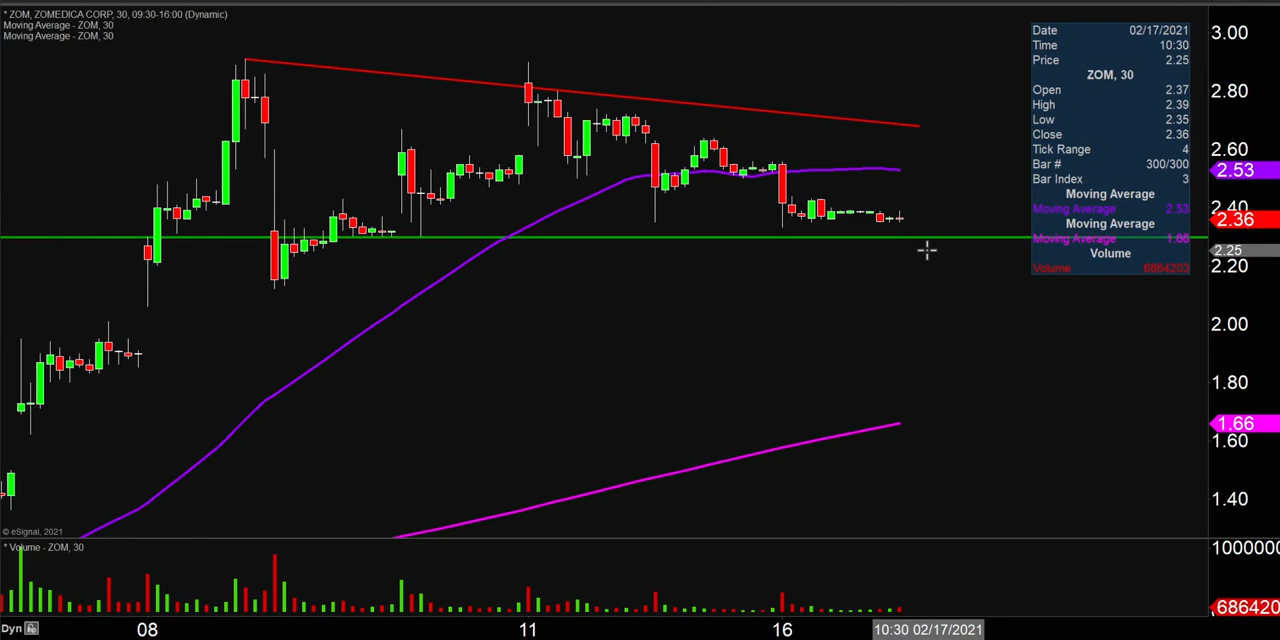 * ZOM, ZOMEDICA CORP, 30, 09:30-16:00 (Dynamic)
Moving Average - ZOM, 30
Moving Average - ZOM, 30
Date 02/17/2021
Time 10:30
Price 2.25
ZOM, 30
Open 2.37
High 2.39
Low 2.35
Close 2.36
Tick Range 4
Bar # 300/300
Bar Index 3
Moving Average
Moving Average 2.53
Moving Average
Moving Average 1.66
Volume
Volume 6864203
3.00
2.80
2.60
2.53
2.40
2.36
2.25
2.20
2.00
1.80
1.66
1.60
1.40
© eSignal, 2021
* Volume - ZOM, 30
1000000
686420
Dyn 08 11 16 10:30 02/17/2021